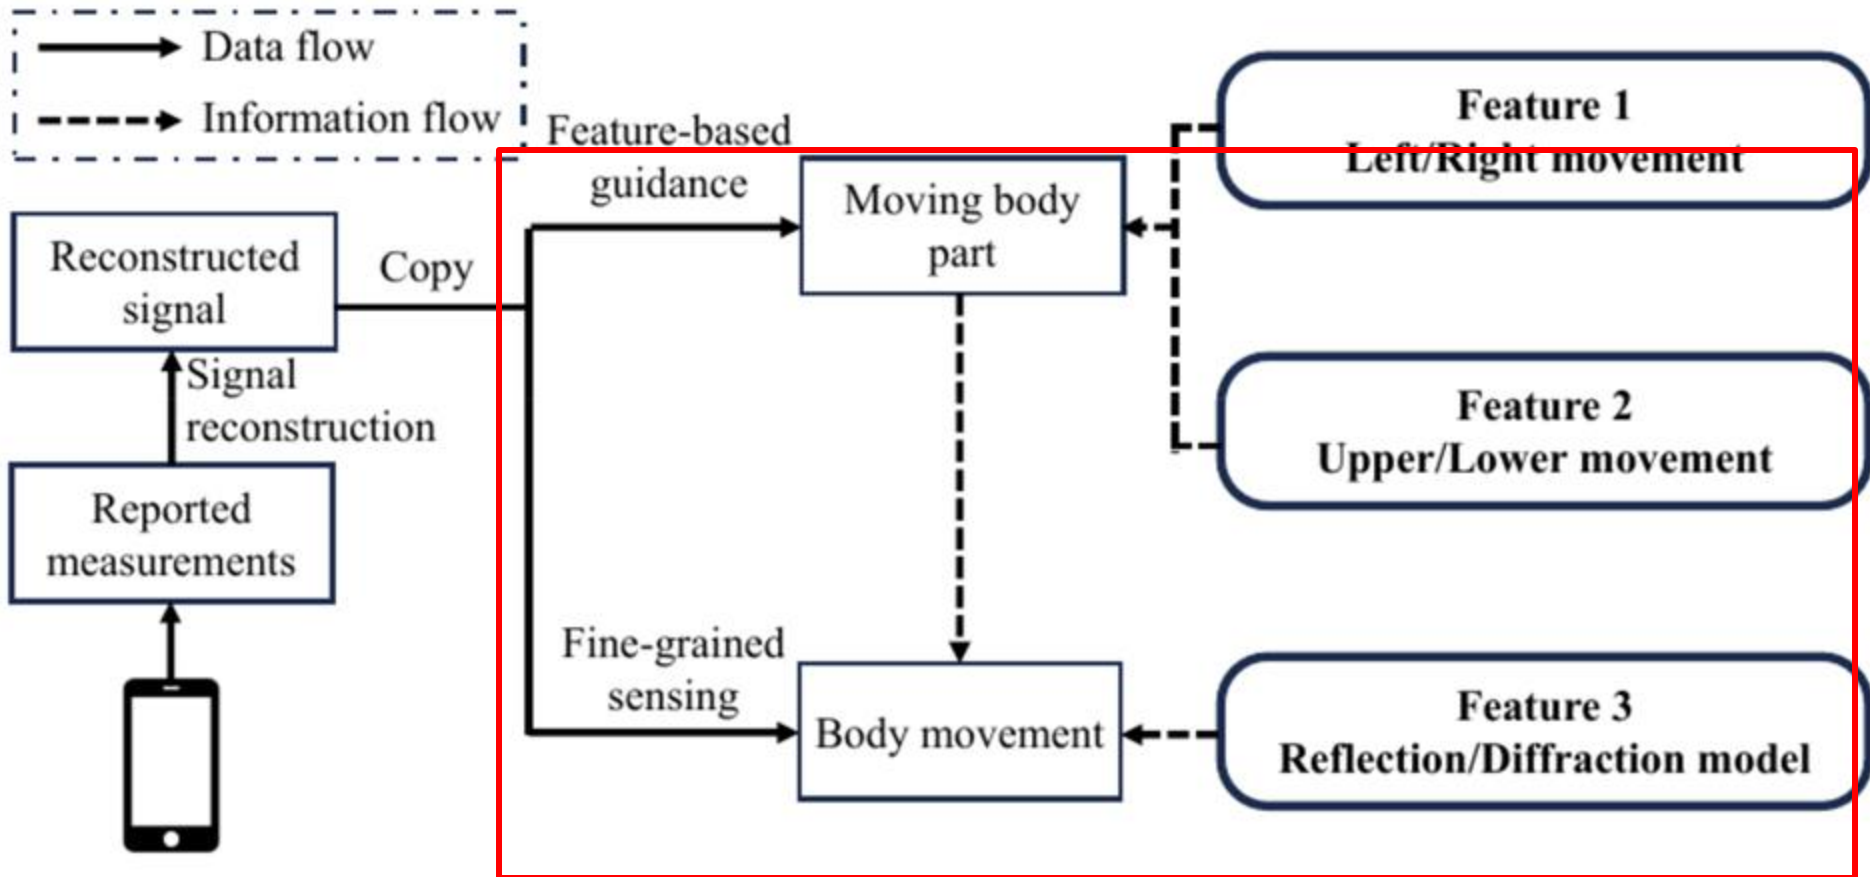 Data flow
Information flow
Feature-based
guidance
Feature 1
Left/Right movement
Moving body
part
Reconstructed
signal
Copy
Signal
reconstruction
Feature 2
Upper/Lower movement
Reported
measurements
Fine-grained
sensing
Body movement
Feature 3
Reflection/Diffraction model